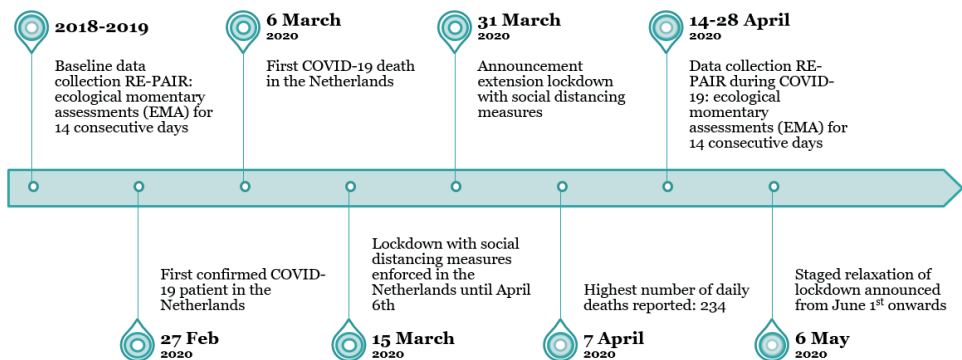 2018-2019
Baseline data
collection RE-PAIR:
ecological momentary
assessments (EMA) for
14 consecutive days
6 March
2020
First COVID-19 death
in the Netherlands
31 March
2020
Announcement
extension lockdown
with social distancing
measures
14-28 April
2020
Data collection RE-
PAIR during COVID-
19: ecological
momentary
assessments (EMA) for
14 consecutive days
First confirmed COVID-
19 patient in the
Netherlands
27 Feb
2020
Lockdown with social
distancing measures
enforced in the
Netherlands until April
6th
15 March
2020
Highest number of daily
deaths reported: 234
7 April
2020
Staged relaxation of
lockdown announced
from June 1st onwards
6 May
2020